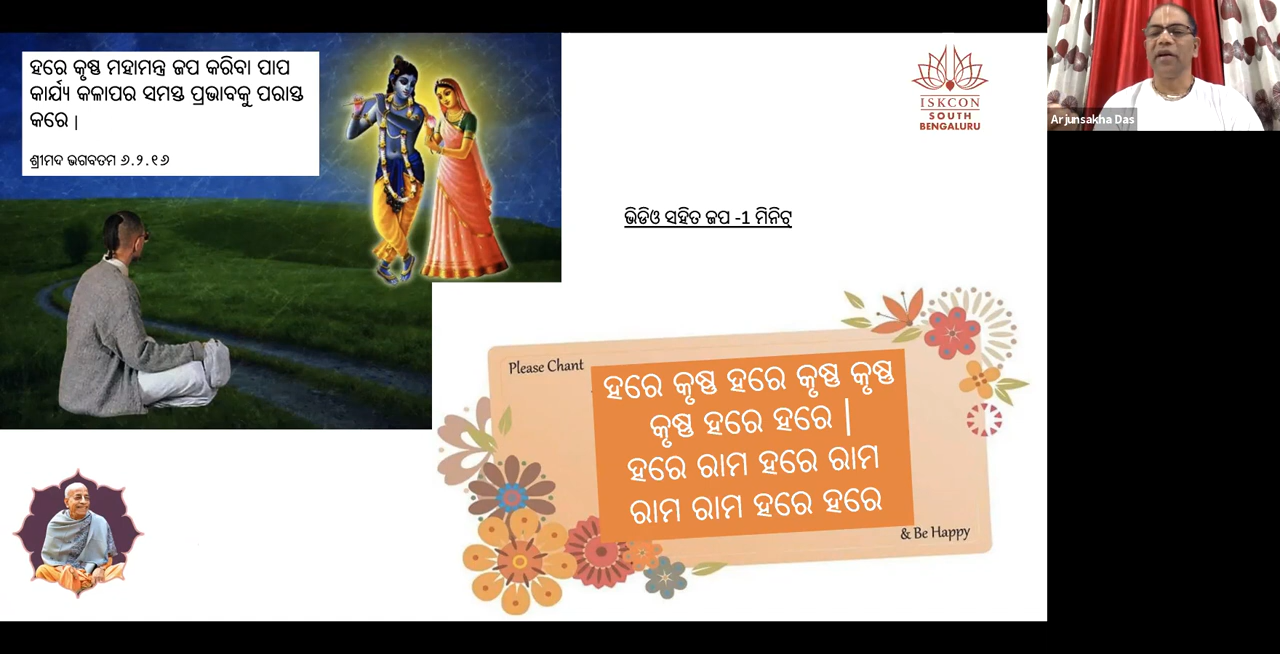 ହରେ କୃଷ୍ଣ ମହାମନ୍ତ୍ର ଜପ କରିବା ପାପ
କାର୍ଯ୍ୟ କଳାପର ସମସ୍ତ ପ୍ରଭାବକୁ ପରାସ୍ତ
କରେ |
ଶ୍ରୀମଦ ଭଗବତମ ୬.୨.୧୬
ISKCON
SOUTH
BENGALURU
Arjunsakha Das
ଭିଡିଓ ସହିତ ଜପ -1 ମିନିଟ୍
Please Chant
ହରେ କୃଷ୍ଣ ହରେ କୃଷ୍ଣ କୃଷ୍ଣ
କୃଷ୍ଣ ହରେ ହରେ |
ହରେ ରାମ ହରେ ରାମ
ରାମ ରାମ ହରେ ହରେ
& Be Happy